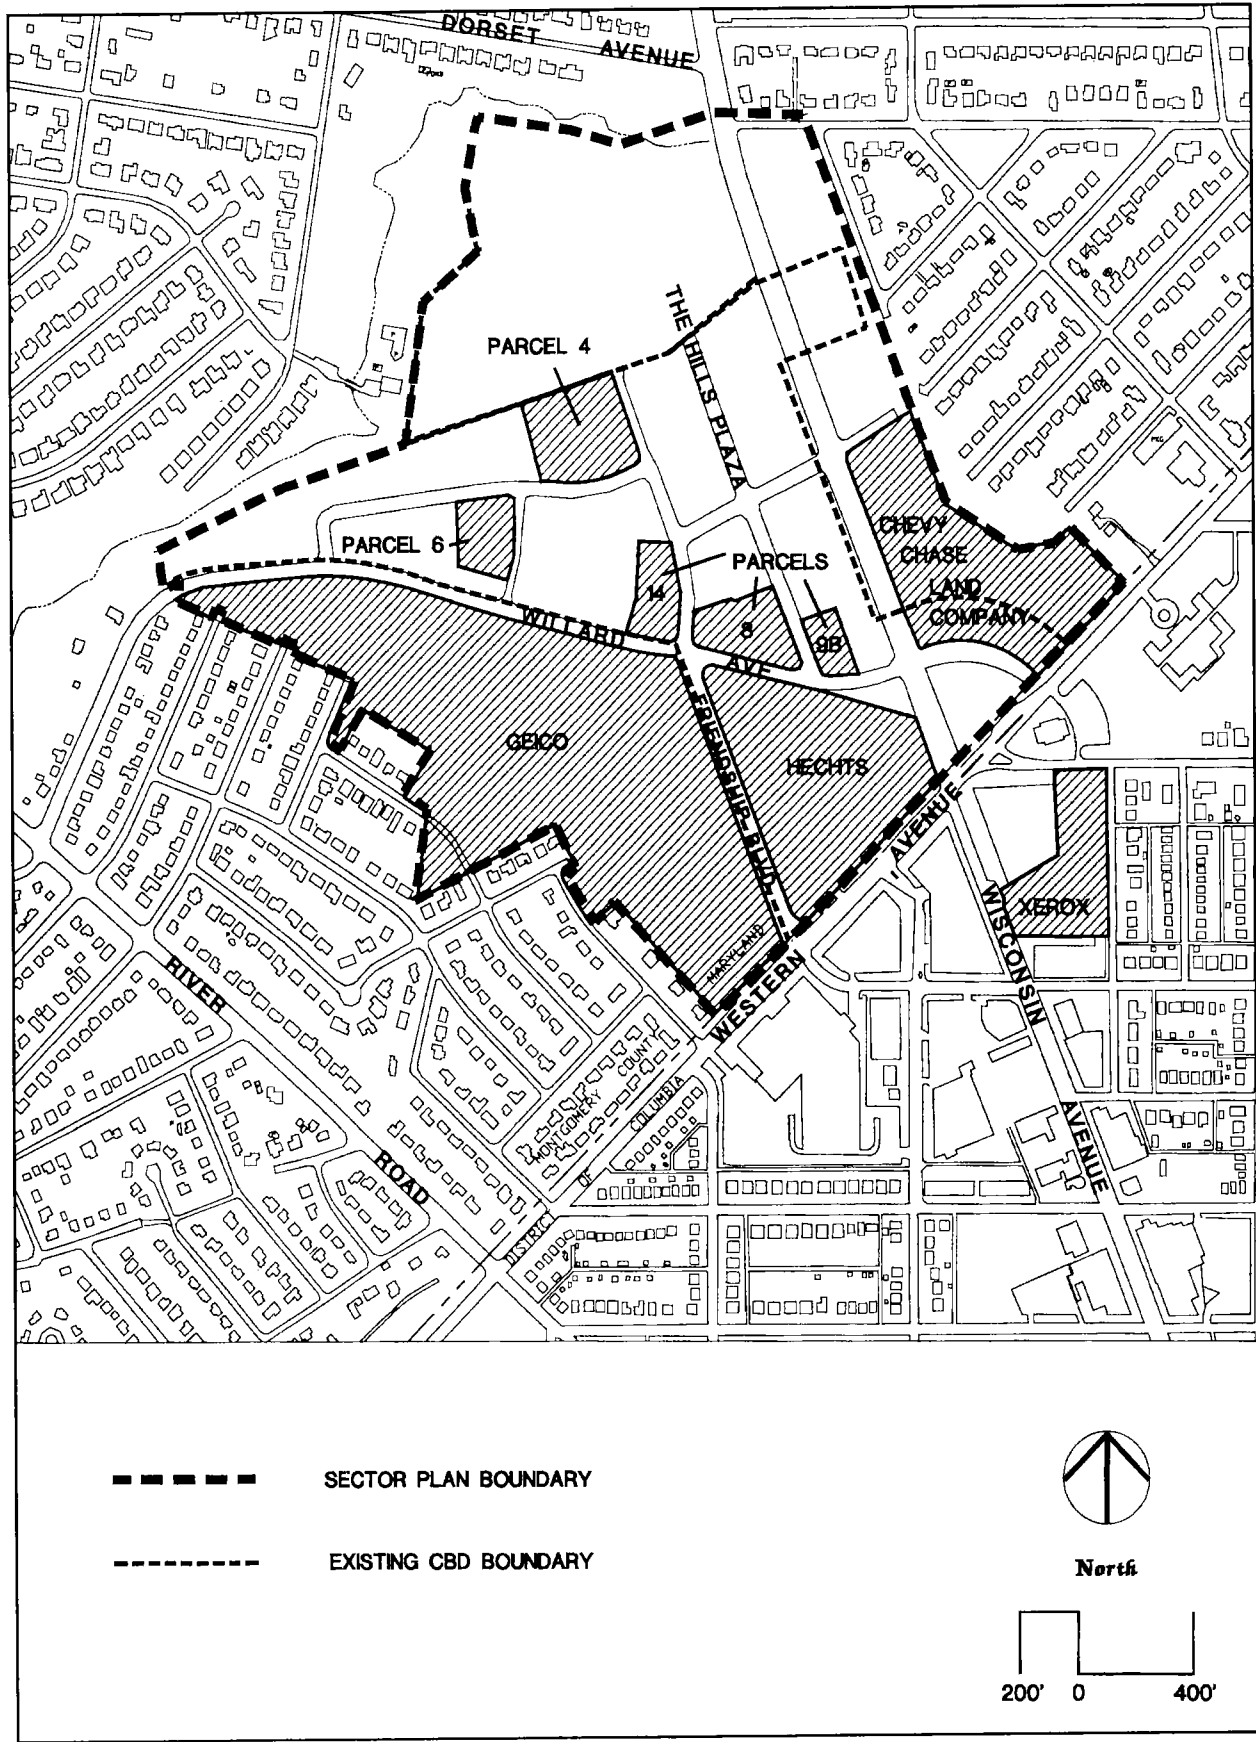 DORSET AVENUE
THE HILLS PLAZA
PARCEL 4
PARCEL 6
PARCELS
14
8
9B
CHEVY
CHASE
LAND
COMPANY
WILLARD AVE
GEICO
FRIENDSHIP BLVD.
HECHTS
XEROX
MARYLAND
WESTERN AVENUE
WISCONSIN AVENUE
RIVER ROAD
MONTGOMERY COUNTY
DISTRICT OF COLUMBIA
SECTOR PLAN BOUNDARY
EXISTING CBD BOUNDARY
North
200' 0 400'